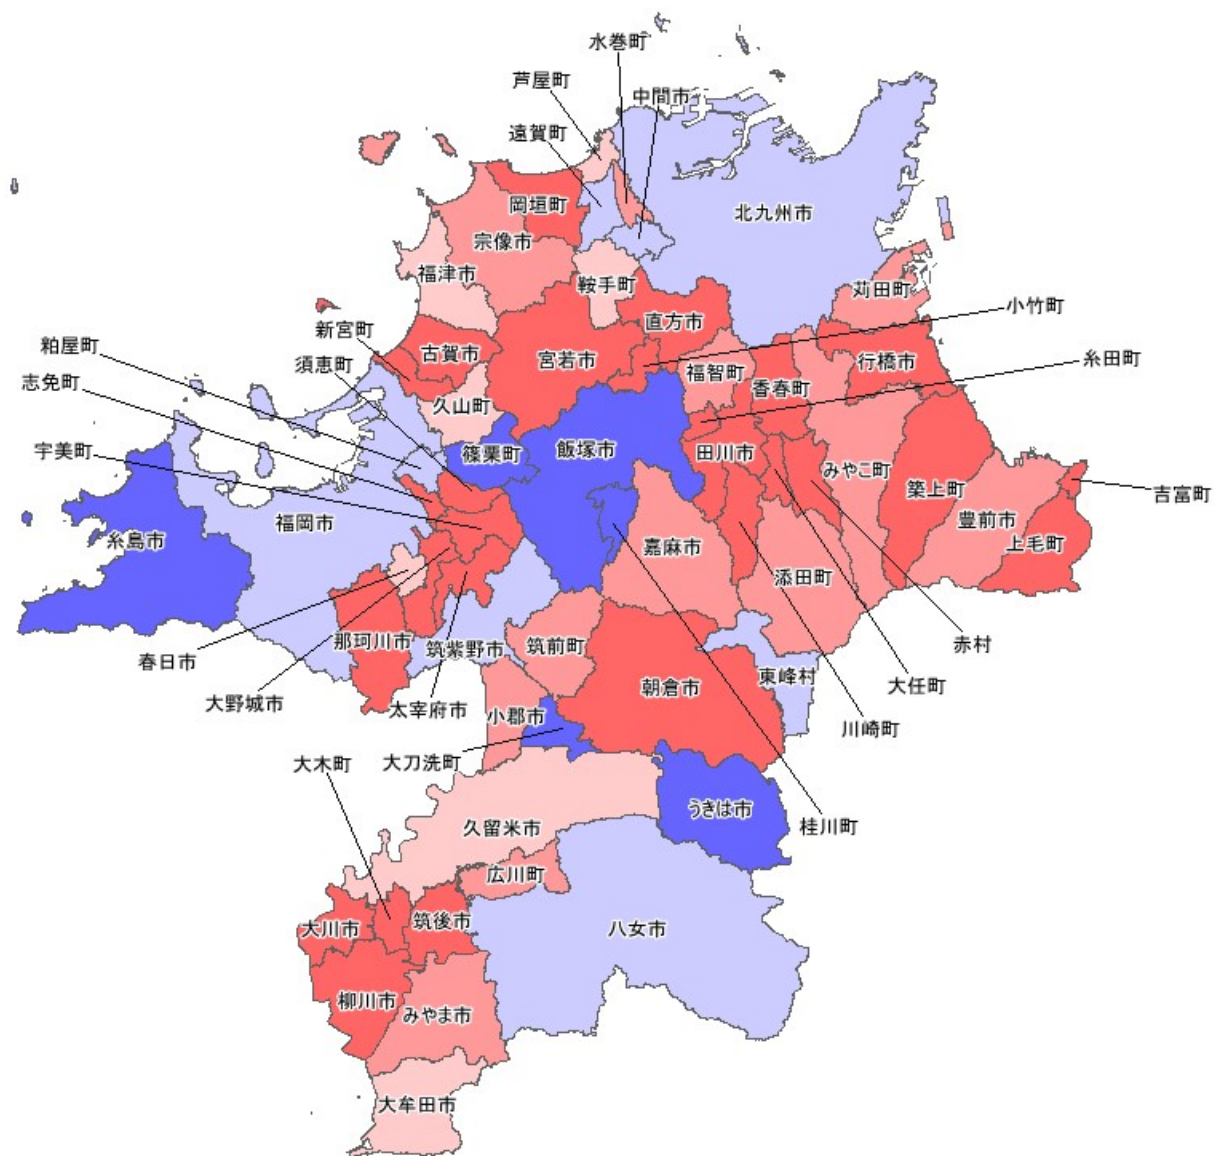 水巻町
芦屋町
中間市
遠賀町
岡垣町
北九州市
宗像市
福津市
鞍手町
苅田町
小竹町
新宮町
直方市
粕屋町
古賀市
宮若市
行橋市
糸田町
須恵町
福智町
志免町
香春町
久山町
宇美町
篠栗町
飯塚市
田川市
みやこ町
築上町
吉富町
福岡市
豊前市
糸島市
嘉麻市
上毛町
添田町
那珂川市
筑紫野市
筑前町
赤村
春日市
東峰村
大任町
朝倉市
大野城市
太宰府市
小郡市
川崎町
大木町
大刀洗町
うきは市
久留米市
桂川町
広川町
大川市
筑後市
八女市
柳川市
みやま市
大牟田市